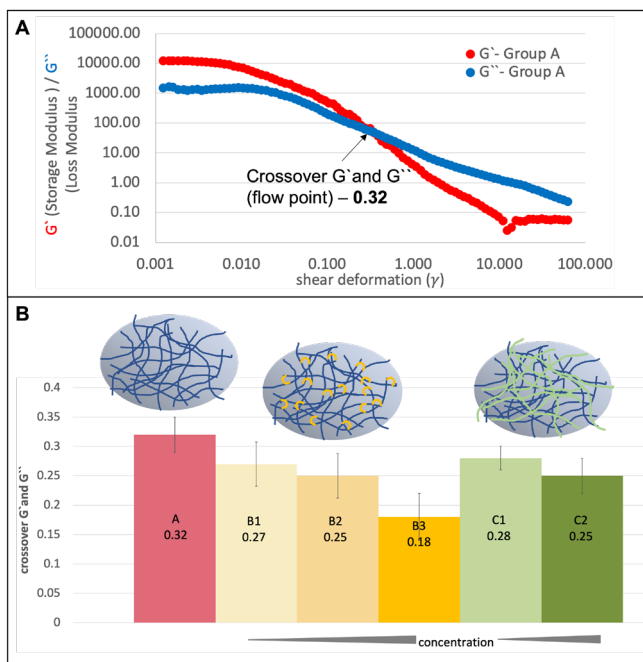 A
G` (Storage Modulus ) / G``
(Loss Modulus
100000.00
10000.00
1000.00
100.00
10.00
1.00
0.10
0.01
G`- Group A
G``- Group A
Crossover G`and G``
(flow point) – 0.32
0.001 0.010 0.100 1.000 10.000 100.000
shear deformation (γ)
B
crossover G`and G``
0.4
0.35
0.3
0.25
0.2
0.15
0.1
0.05
0
A
0.32
B1
0.27
B2
0.25
B3
0.18
C1
0.28
C2
0.25
concentration